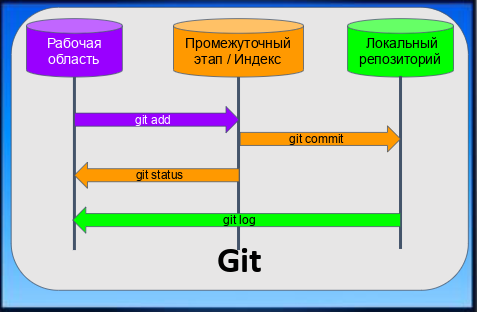 Рабочая
область
Промежуточный
этап / Индекс
Локальный
репозиторий
git add
git commit
git status
git log
Git